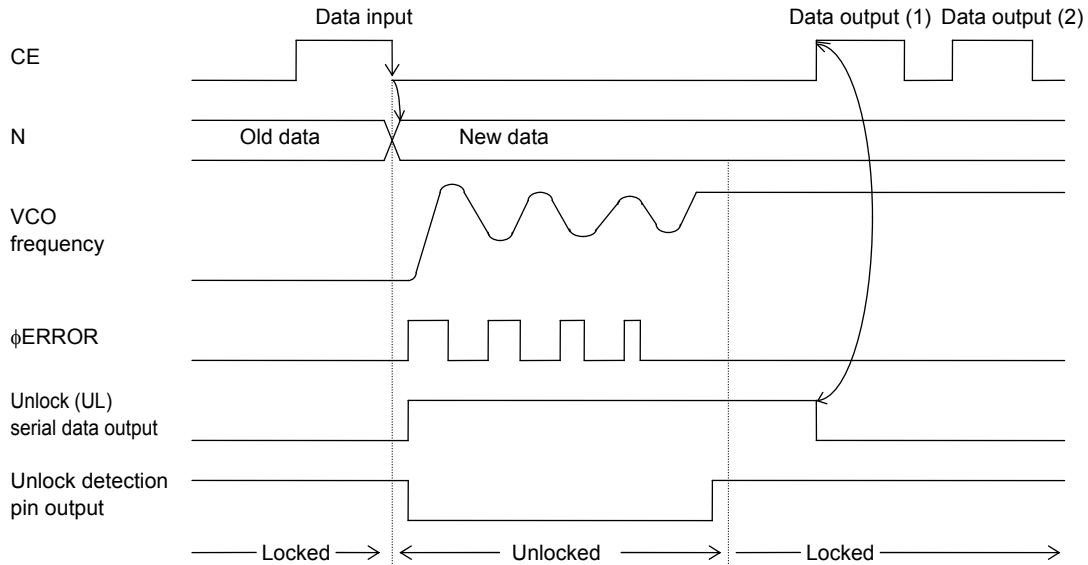 Data input
Data output (1)
Data output (2)
CE
N
Old data
New data
VCO
frequency
ϕERROR
Unlock (UL)
serial data output
Unlock detection
pin output
Locked
Unlocked
Locked